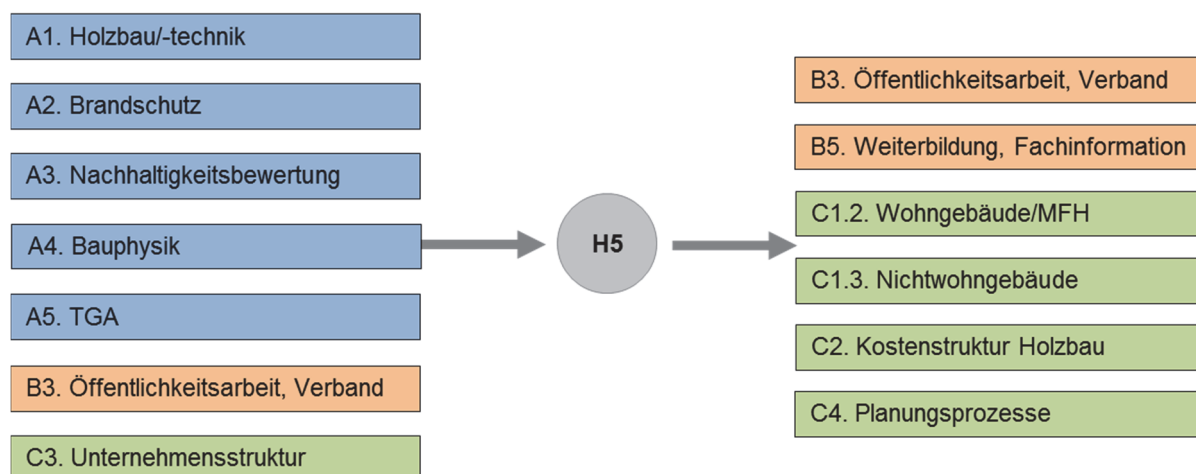 A1. Holzbau/-technik
A2. Brandschutz
A3. Nachhaltigkeitsbewertung
A4. Bauphysik
A5. TGA
B3. Öffentlichkeitsarbeit, Verband
C3. Unternehmensstruktur
H5
B3. Öffentlichkeitsarbeit, Verband
B5. Weiterbildung, Fachinformation
C1.2. Wohngebäude/MFH
C1.3. Nichtwohngebäude
C2. Kostenstruktur Holzbau
C4. Planungsprozesse